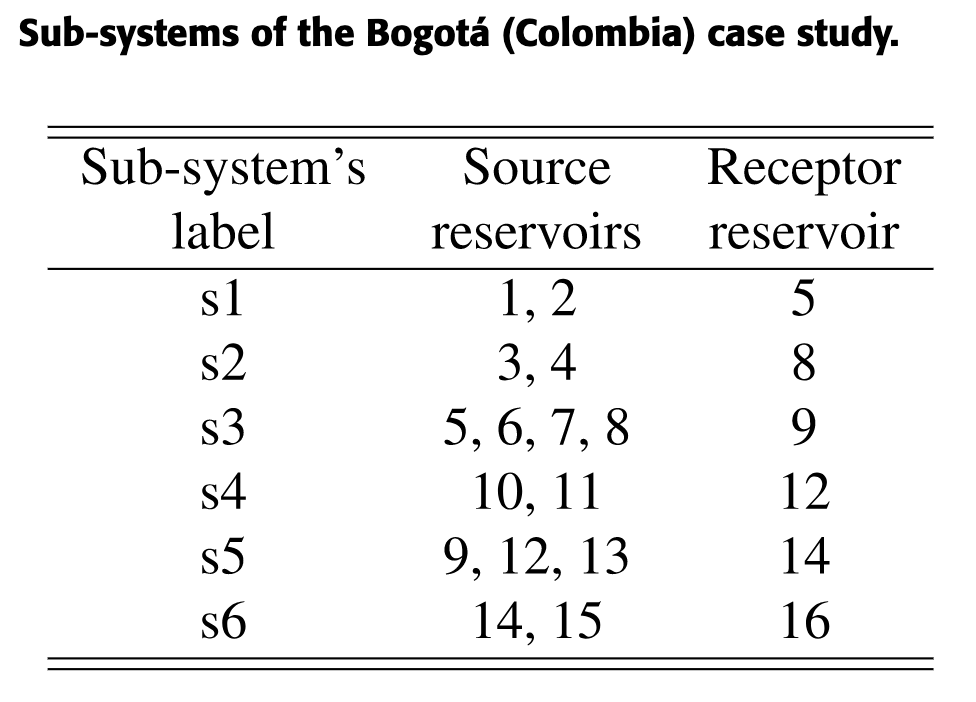 Sub-systems of the Bogotá (Colombia) case study.
Sub-system’s Source Receptor
label reservoirs reservoir
s1 1, 2 5
s2 3, 4 8
s3 5, 6, 7, 8 9
s4 10, 11 12
s5 9, 12, 13 14
s6 14, 15 16